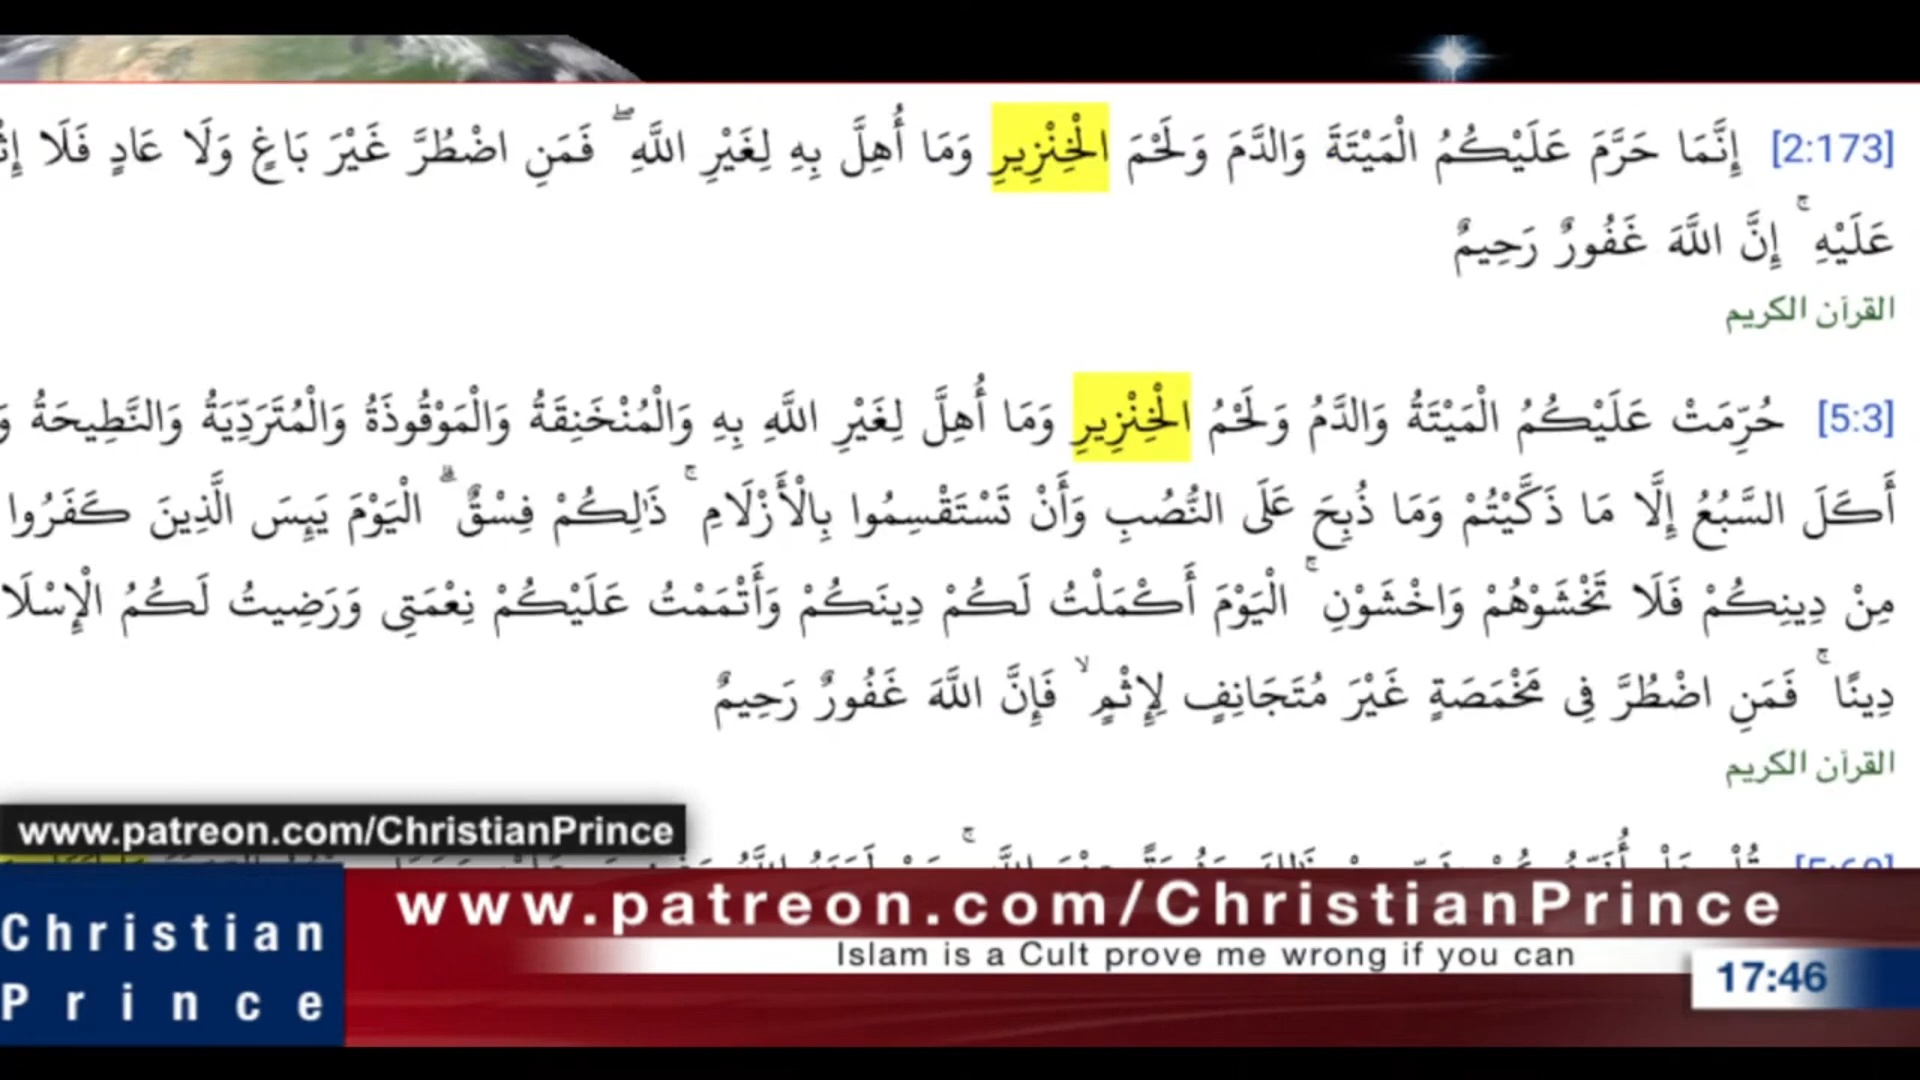 [2:173] إِنَّمَا حَرَّمَ عَلَيْكُمُ الْمَيْتَةَ وَالدَّمَ وَلَحْمَ الْخِنْزِيرِ وَمَا أُهِلَّ بِهِ لِغَيْرِ اللَّهِ ۖ فَمَنِ اضْطُرَّ غَيْرَ بَاغٍ وَلَا عَادٍ فَلَا
عَلَيْهِ ۚ إِنَّ اللَّهَ غَفُورٌ رَحِيمٌ
القرآن الكريم
[5:3] حُرِّمَتْ عَلَيْكُمُ الْمَيْتَةُ وَالدَّمُ وَلَحْمُ الْخِنْزِيرِ وَمَا أُهِلَّ لِغَيْرِ اللَّهِ بِهِ وَالْمُنْخَنِقَةُ وَالْمَوْقُوذَةُ وَالْمُتَرَدِّيَةُ وَالنَّطِيحَةُ
أَكَلَ السَّبُعُ إِلَّا مَا ذَكَّيْتُمْ وَمَا ذُبِحَ عَلَى النُّصُبِ وَأَنْ تَسْتَقْسِمُوا بِالْأَزْلَامِ ۚ ذَٰلِكُمْ فِسْقٌ ۗ الْيَوْمَ يَئِسَ الَّذِينَ كَفَرُوا
مِنْ دِينِكُمْ فَلَا تَخْشَوْهُمْ وَاخْشَوْنِ ۚ الْيَوْمَ أَكْمَلْتُ لَكُمْ دِينَكُمْ وَأَتْمَمْتُ عَلَيْكُمْ نِعْمَتِي وَرَضِيتُ لَكُمُ الْإِسْلَا
دِينًا ۚ فَمَنِ اضْطُرَّ فِي مَخْمَصَةٍ غَيْرَ مُتَجَانِفٍ لِإِثْمٍ ۙ فَإِنَّ اللَّهَ غَفُورٌ رَحِيمٌ
القرآن الكريم
www.patreon.com/ChristianPrince
www.patreon.com/ChristianPrince
Islam is a Cult prove me wrong if you can
Christian
Prince
17:46